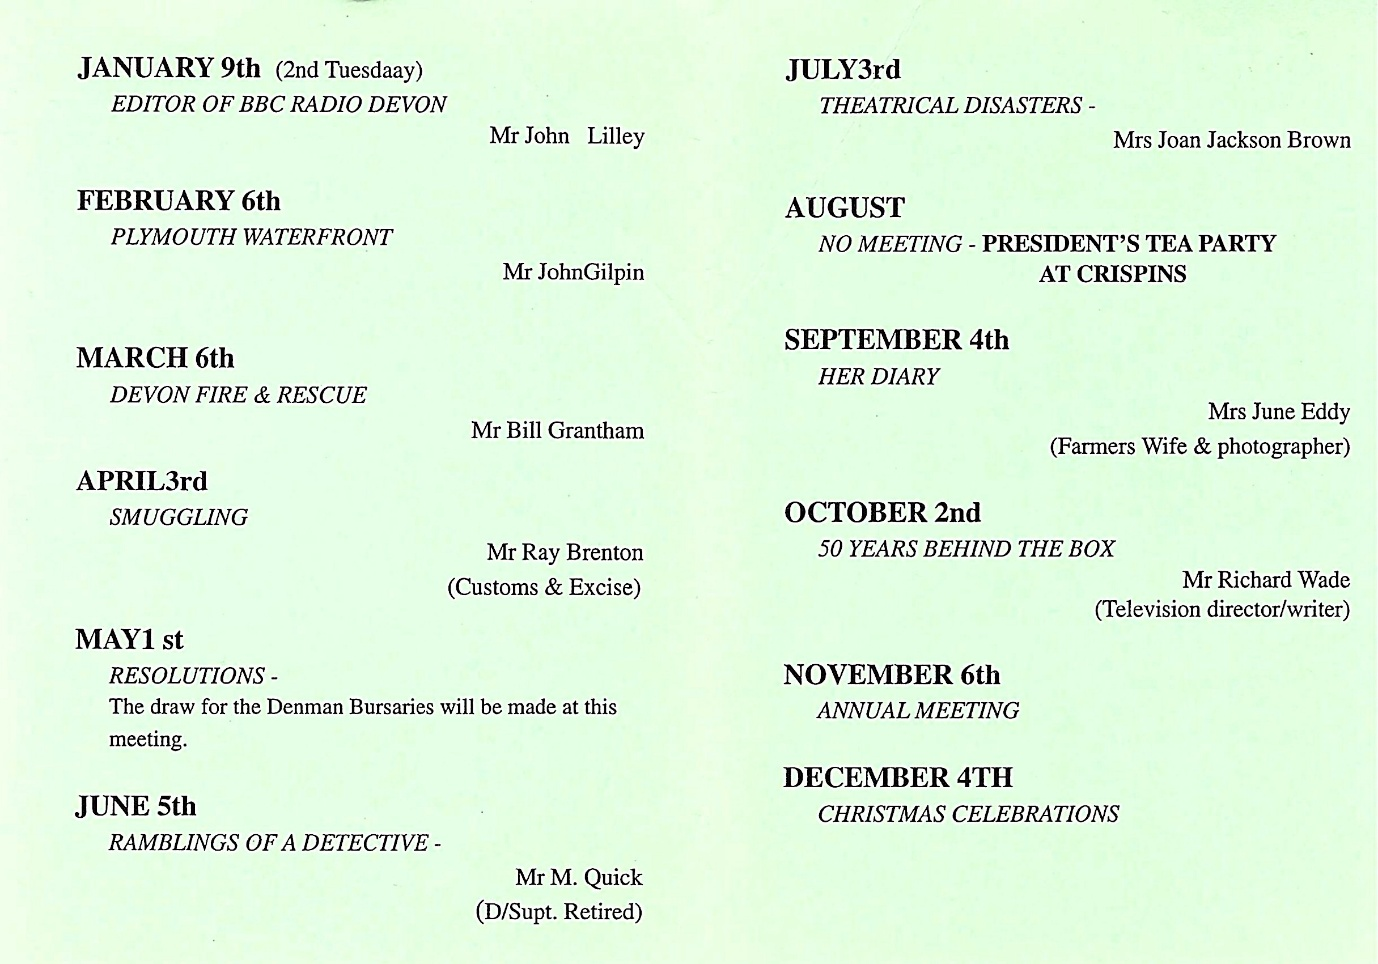 JANUARY 9th (2nd Tuesdaay)
EDITOR OF BBC RADIO DEVON
Mr John Lilley
FEBRUARY 6th
PLYMOUTH WATERFRONT
Mr JohnGilpin
MARCH 6th
DEVON FIRE & RESCUE
Mr Bill Grantham
APRIL3rd
SMUGGLING
Mr Ray Brenton
(Customs & Excise)
MAY1 st
RESOLUTIONS -
The draw for the Denman Bursaries will be made at this
meeting.
JUNE 5th
RAMBLINGS OF A DETECTIVE -
Mr M. Quick
(D/Supt. Retired)
JULY3rd
THEATRICAL DISASTERS -
Mrs Joan Jackson Brown
AUGUST
NO MEETING - PRESIDENT'S TEA PARTY
AT CRISPINS
SEPTEMBER 4th
HER DIARY
Mrs June Eddy
(Farmers Wife & photographer)
OCTOBER 2nd
50 YEARS BEHIND THE BOX
Mr Richard Wade
(Television director/writer)
NOVEMBER 6th
ANNUAL MEETING
DECEMBER 4TH
CHRISTMAS CELEBRATIONS